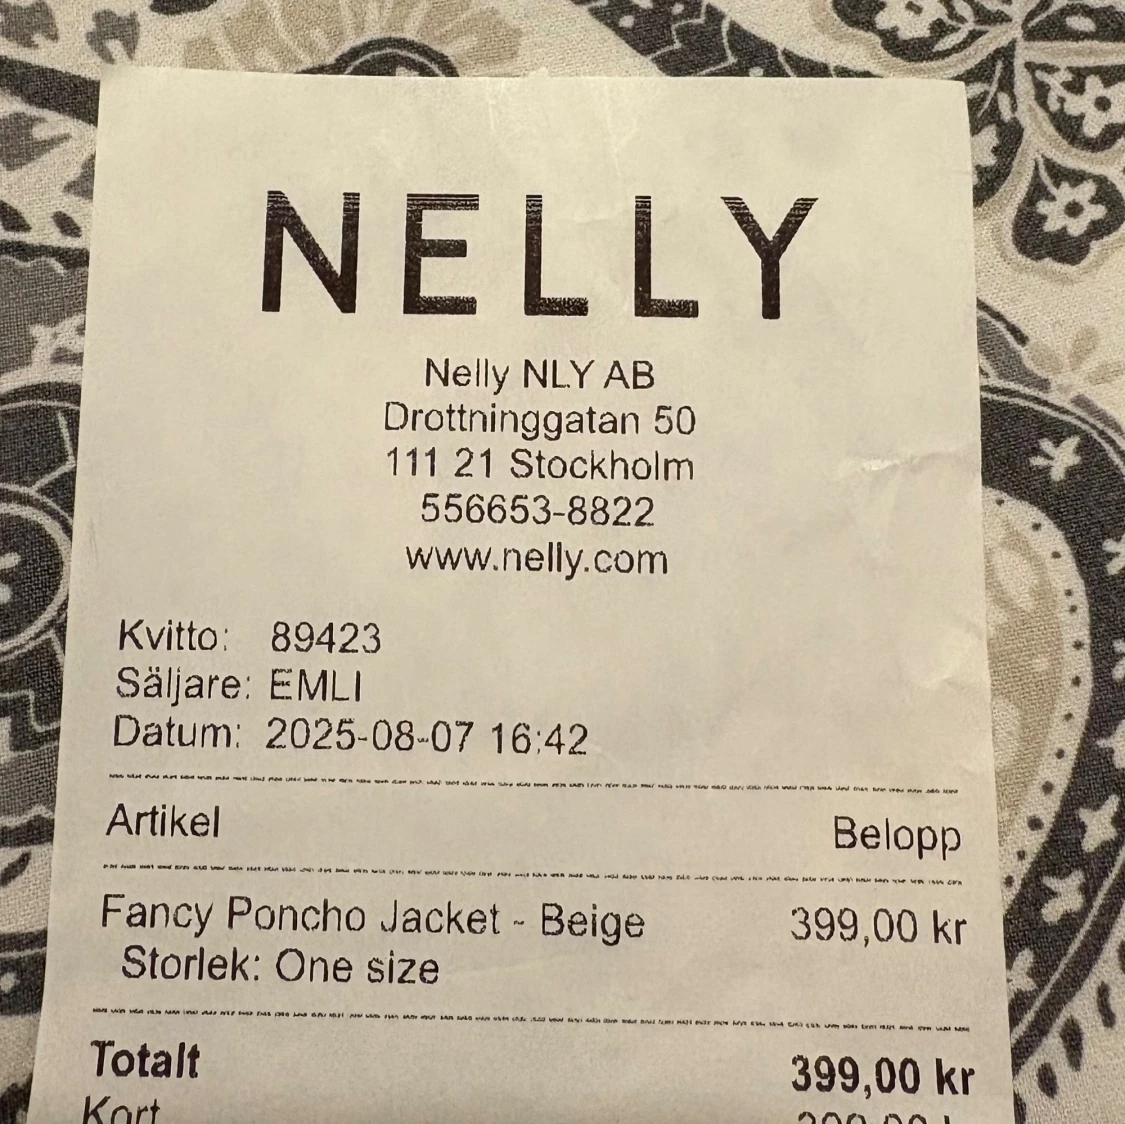 NELLY
Nelly NLY AB
Drottninggatan 50
111 21 Stockholm
556653-8822
www.nelly.com
Kvitto: 89423
Säljare: EMLI
Datum: 2025-08-07 16:42
Artikel Belopp
Fancy Poncho Jacket - Beige 399,00 kr
Storlek: One size
Totalt 399,00 kr
Kort